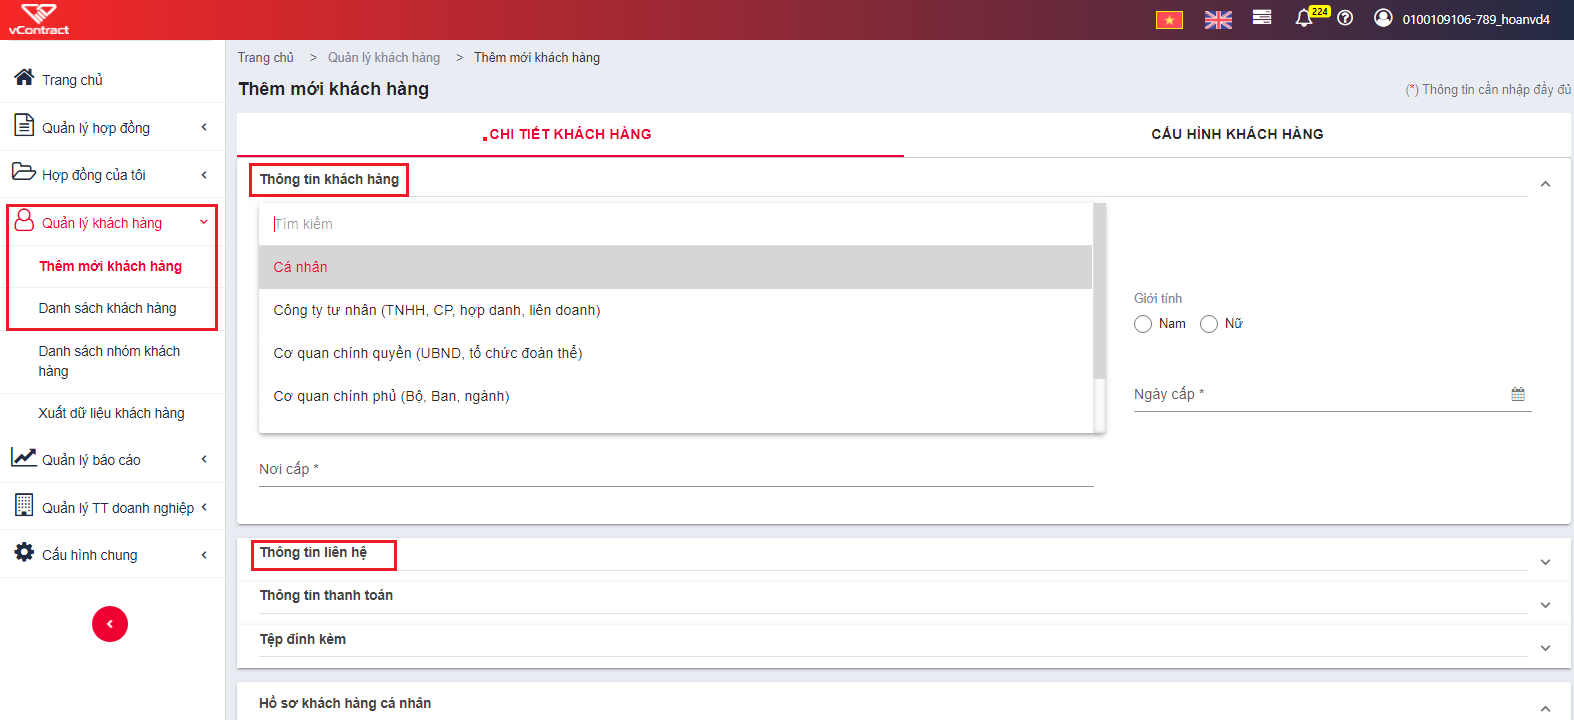 vContract
224
0100109106-789_hoanvd4
Trang chủ
Quản lý hợp đồng
Hợp đồng của tôi
Quản lý khách hàng
Thêm mới khách hàng
Danh sách khách hàng
Danh sách nhóm khách
hàng
Xuất dữ liệu khách hàng
Quản lý báo cáo
Quản lý TT doanh nghiệp
Cấu hình chung
Trang chủ > Quản lý khách hàng > Thêm mới khách hàng
Thêm mới khách hàng
(*) Thông tin cần nhập đầy đủ
CHI TIẾT KHÁCH HÀNG
CẤU HÌNH KHÁCH HÀNG
Thông tin khách hàng
Tìm kiếm
Cá nhân
Công ty tư nhân (TNHH, CP, hợp danh, liên doanh)
Cơ quan chính quyền (UBND, tổ chức đoàn thể)
Cơ quan chính phủ (Bộ, Ban, ngành)
Giới tính
Nam Nữ
Ngày cấp *
Nơi cấp *
Thông tin liên hệ
Thông tin thanh toán
Tệp đính kèm
Hồ sơ khách hàng cá nhân